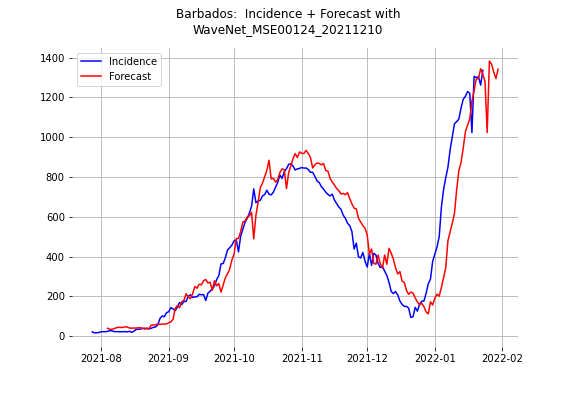 Barbados:  Incidence + Forecast with
WaveNet_MSE00124_20211210
Incidence
Forecast
1400
1200
1000
800
600
400
200
0
2021-08 2021-09 2021-10 2021-11 2021-12 2022-01 2022-02